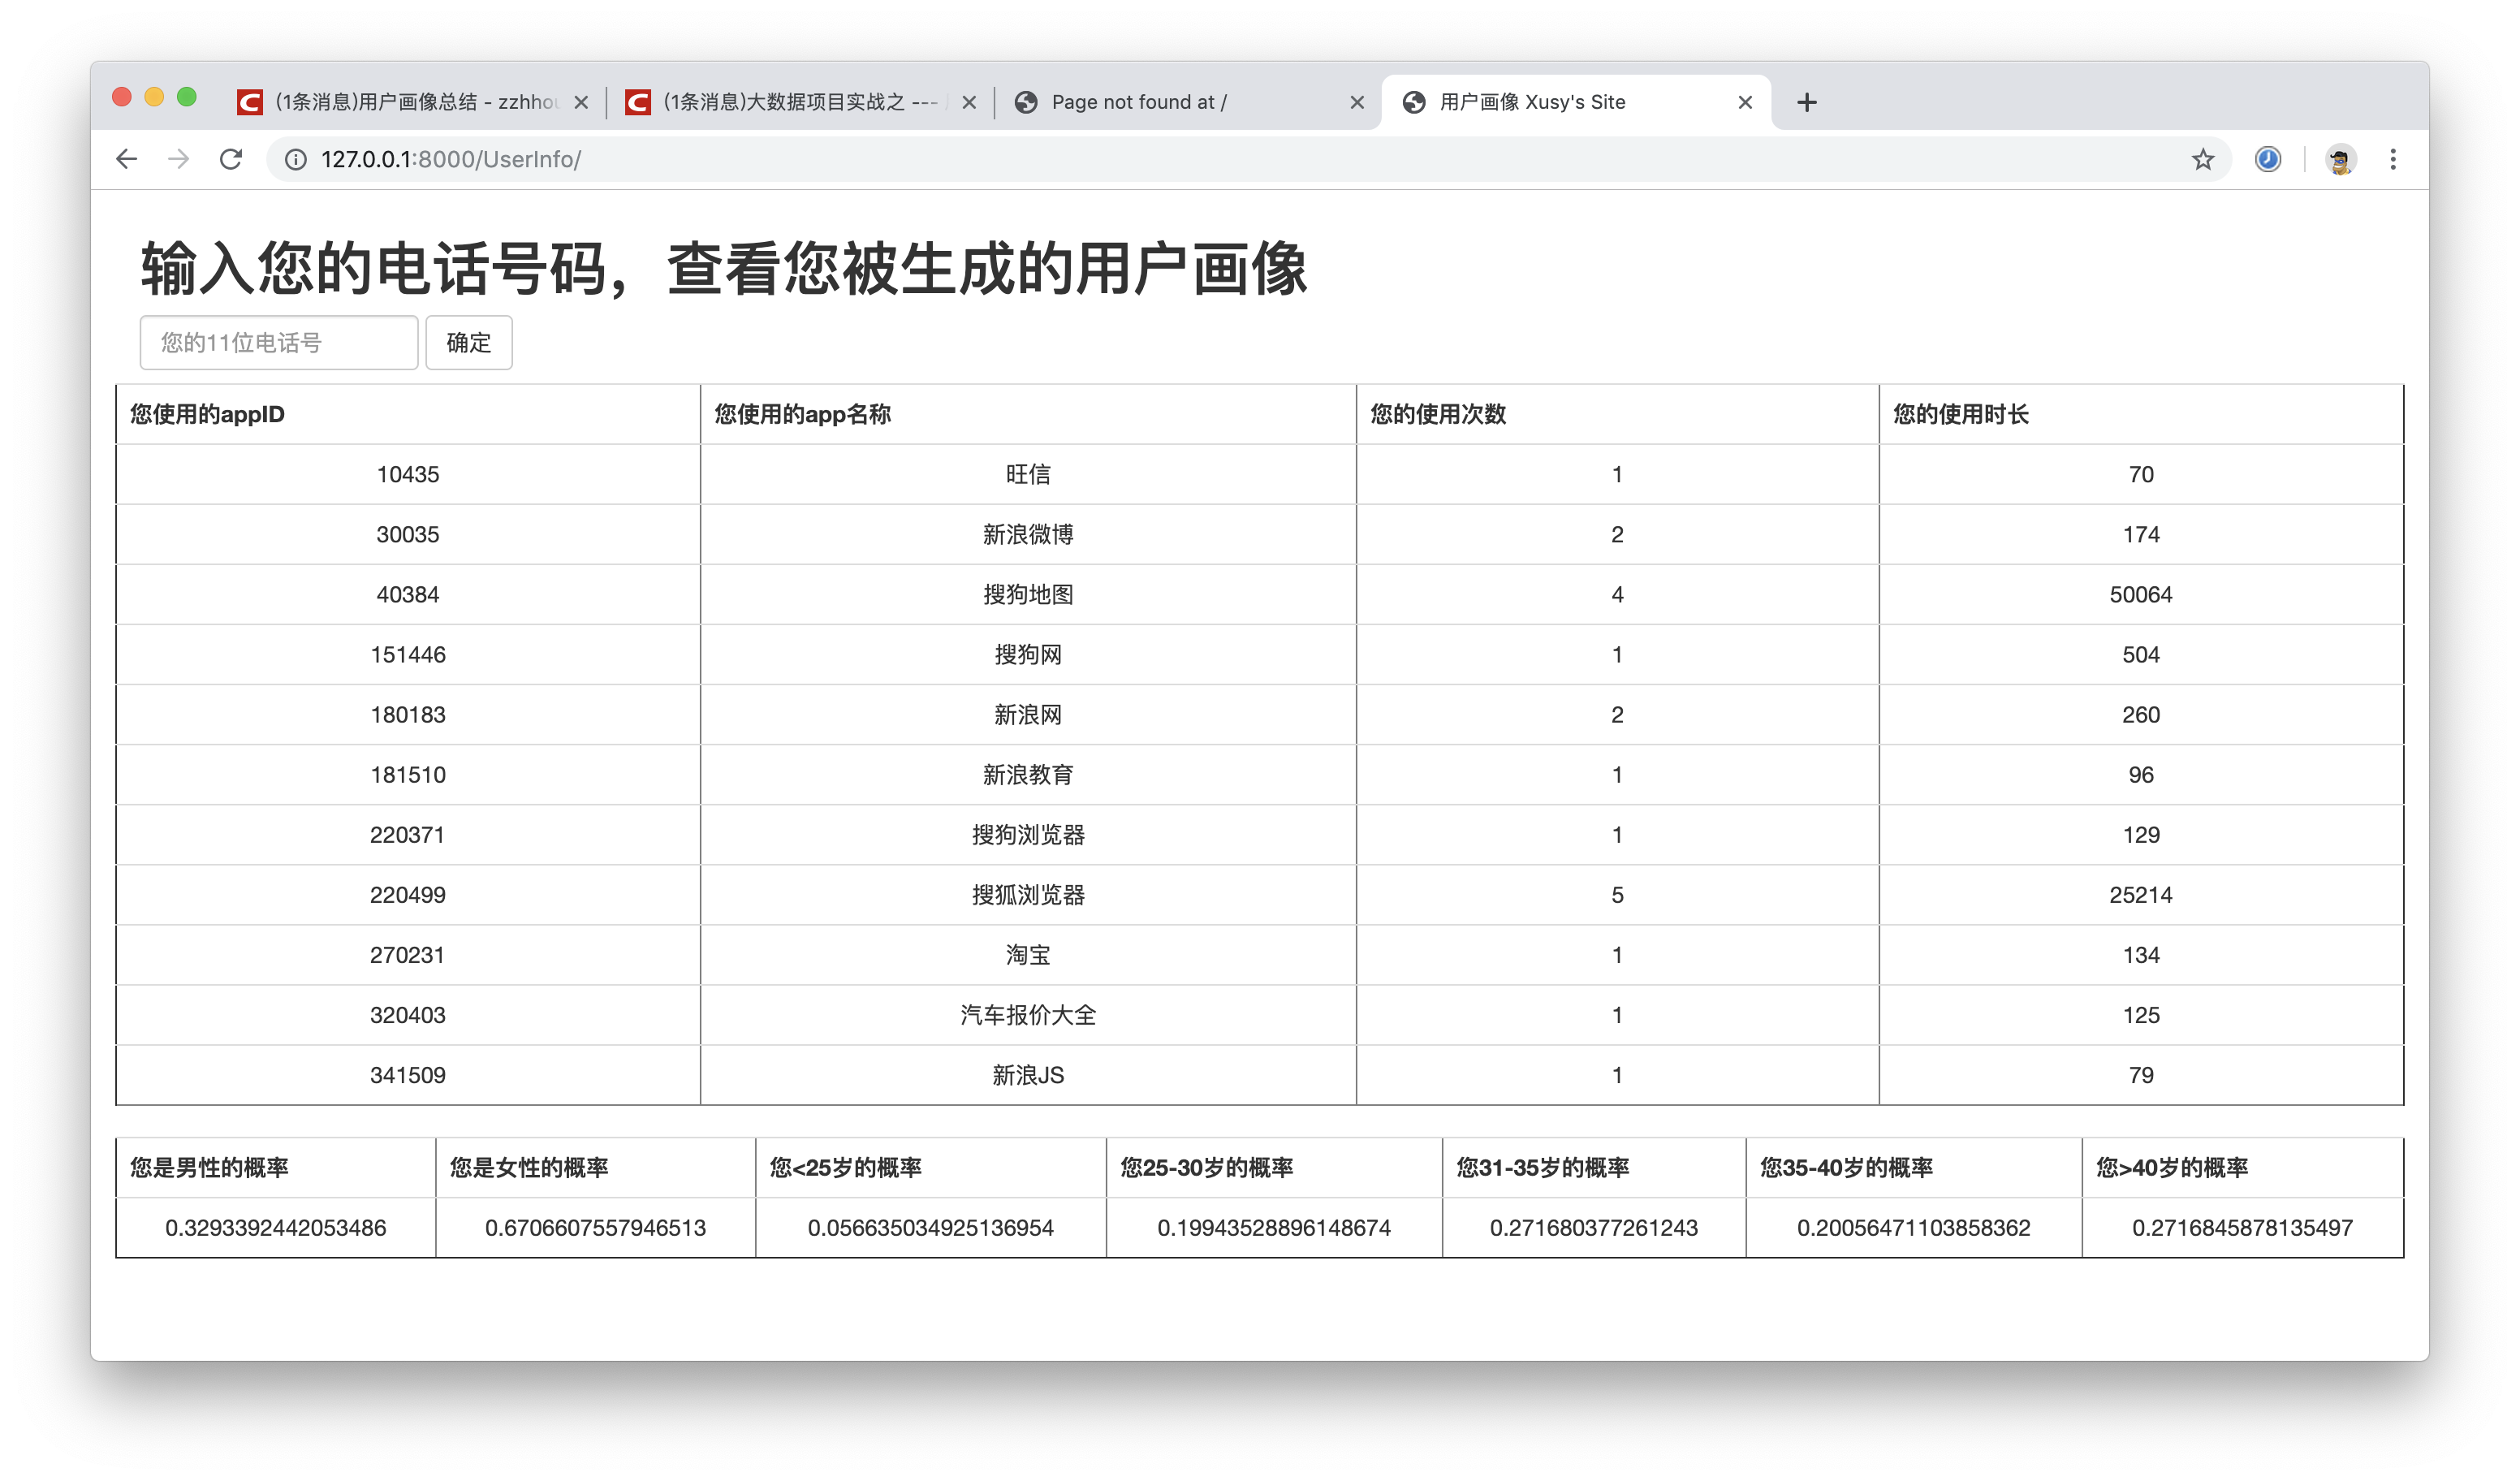 (1条消息)用户画像总结 - zzhhou
(1条消息)大数据项目实战之 ---
Page not found at /
用户画像 Xusy's Site
127.0.0.1:8000/UserInfo/
输入您的电话号码，查看您被生成的用户画像
您的11位电话号 确定
您使用的appID 您使用的app名称 您的使用次数 您的使用时长
10435 旺信 1 70
30035 新浪微博 2 174
40384 搜狗地图 4 50064
151446 搜狗网 1 504
180183 新浪网 2 260
181510 新浪教育 1 96
220371 搜狗浏览器 1 129
220499 搜狐浏览器 5 25214
270231 淘宝 1 134
320403 汽车报价大全 1 125
341509 新浪JS 1 79
您是男性的概率 您是女性的概率 您<25岁的概率 您25-30岁的概率 您31-35岁的概率 您35-40岁的概率 您>40岁的概率
0.3293392442053486 0.6706607557946513 0.056635034925136954 0.19943528896148674 0.271680377261243 0.20056471103858362 0.2716845878135497